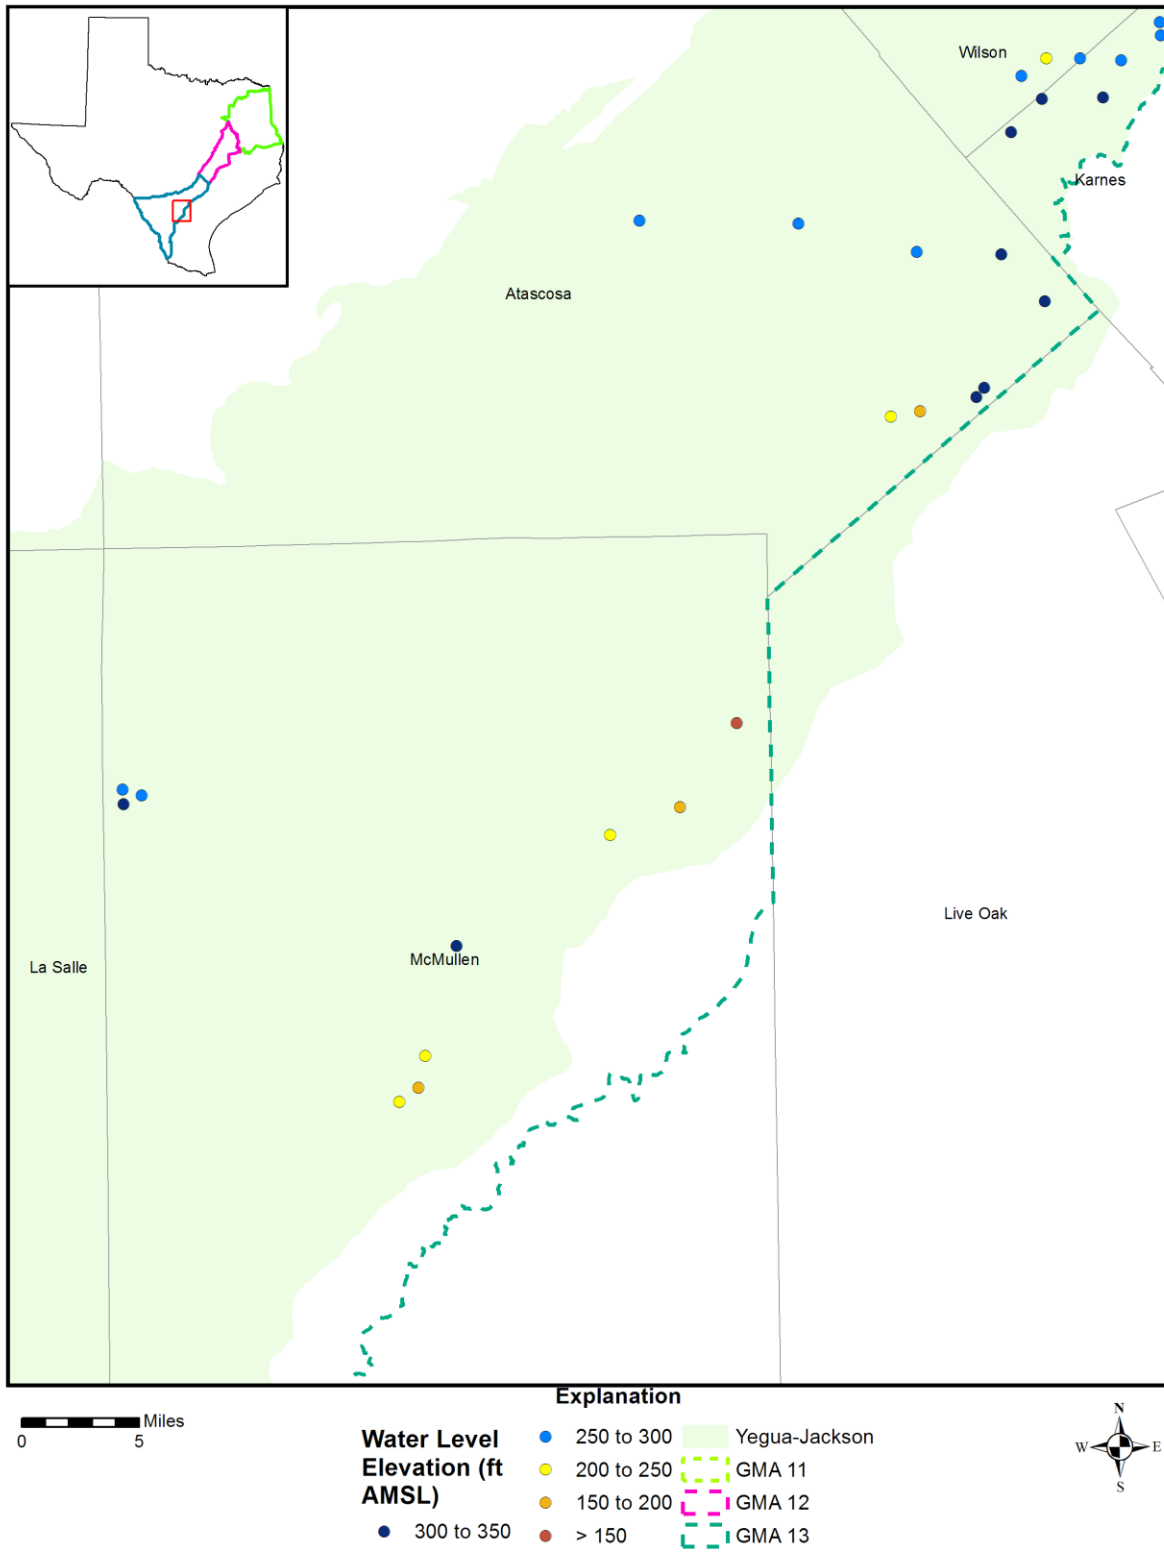 Wilson
Karnes
Atascosa
Live Oak
McMullen
La Salle
Explanation
Miles
0 5
Water Level
Elevation (ft
AMSL)
300 to 350
250 to 300
200 to 250
150 to 200
> 150
Yegua-Jackson
GMA 11
GMA 12
GMA 13
N
W E
S